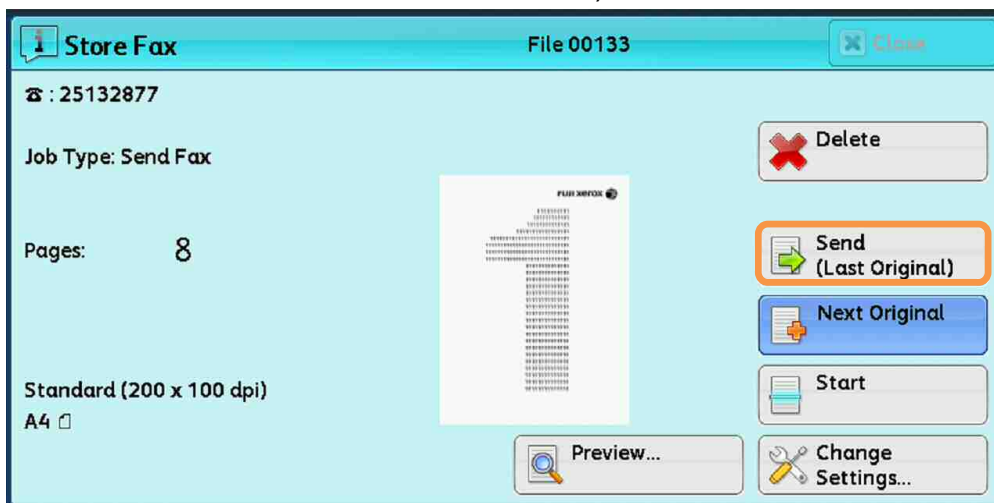 Store Fax
File 00133
Close
☎ : 25132877
Job Type: Send Fax
Delete
FUJI XEROX
Pages: 8
Send
(Last Original)
Next Original
Start
Standard (200 x 100 dpi)
A4
Preview...
Change
Settings...